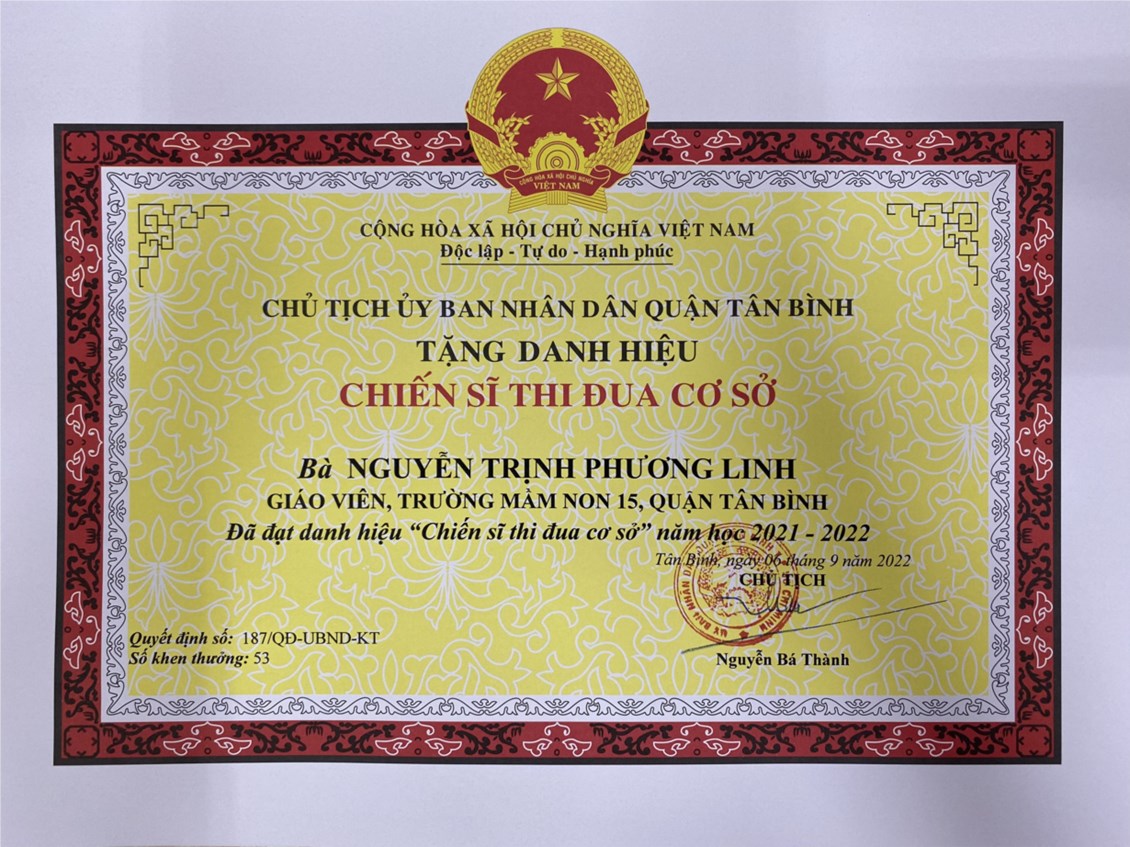 CỘNG HÒA XÃ HỘI CHỦ NGHĨA
VIỆT NAM
CỘNG HÒA XÃ HỘI CHỦ NGHĨA VIỆT NAM
Độc lập - Tự do - Hạnh phúc
CHỦ TỊCH ỦY BAN NHÂN DÂN QUẬN TÂN BÌNH
TẶNG DANH HIỆU
CHIẾN SĨ THI ĐUA CƠ SỞ
Bà NGUYỄN TRỊNH PHƯƠNG LINH
GIÁO VIÊN, TRƯỜNG MẦM NON 15, QUẬN TÂN BÌNH
Đã đạt danh hiệu “Chiến sĩ thi đua cơ sở” năm học 2021 - 2022
Tân Bình, ngày 06 tháng 9 năm 2022
CHỦ TỊCH
Quyết định số: 187/QĐ-UBND-KT
Số khen thưởng: 53
Nguyễn Bá Thành